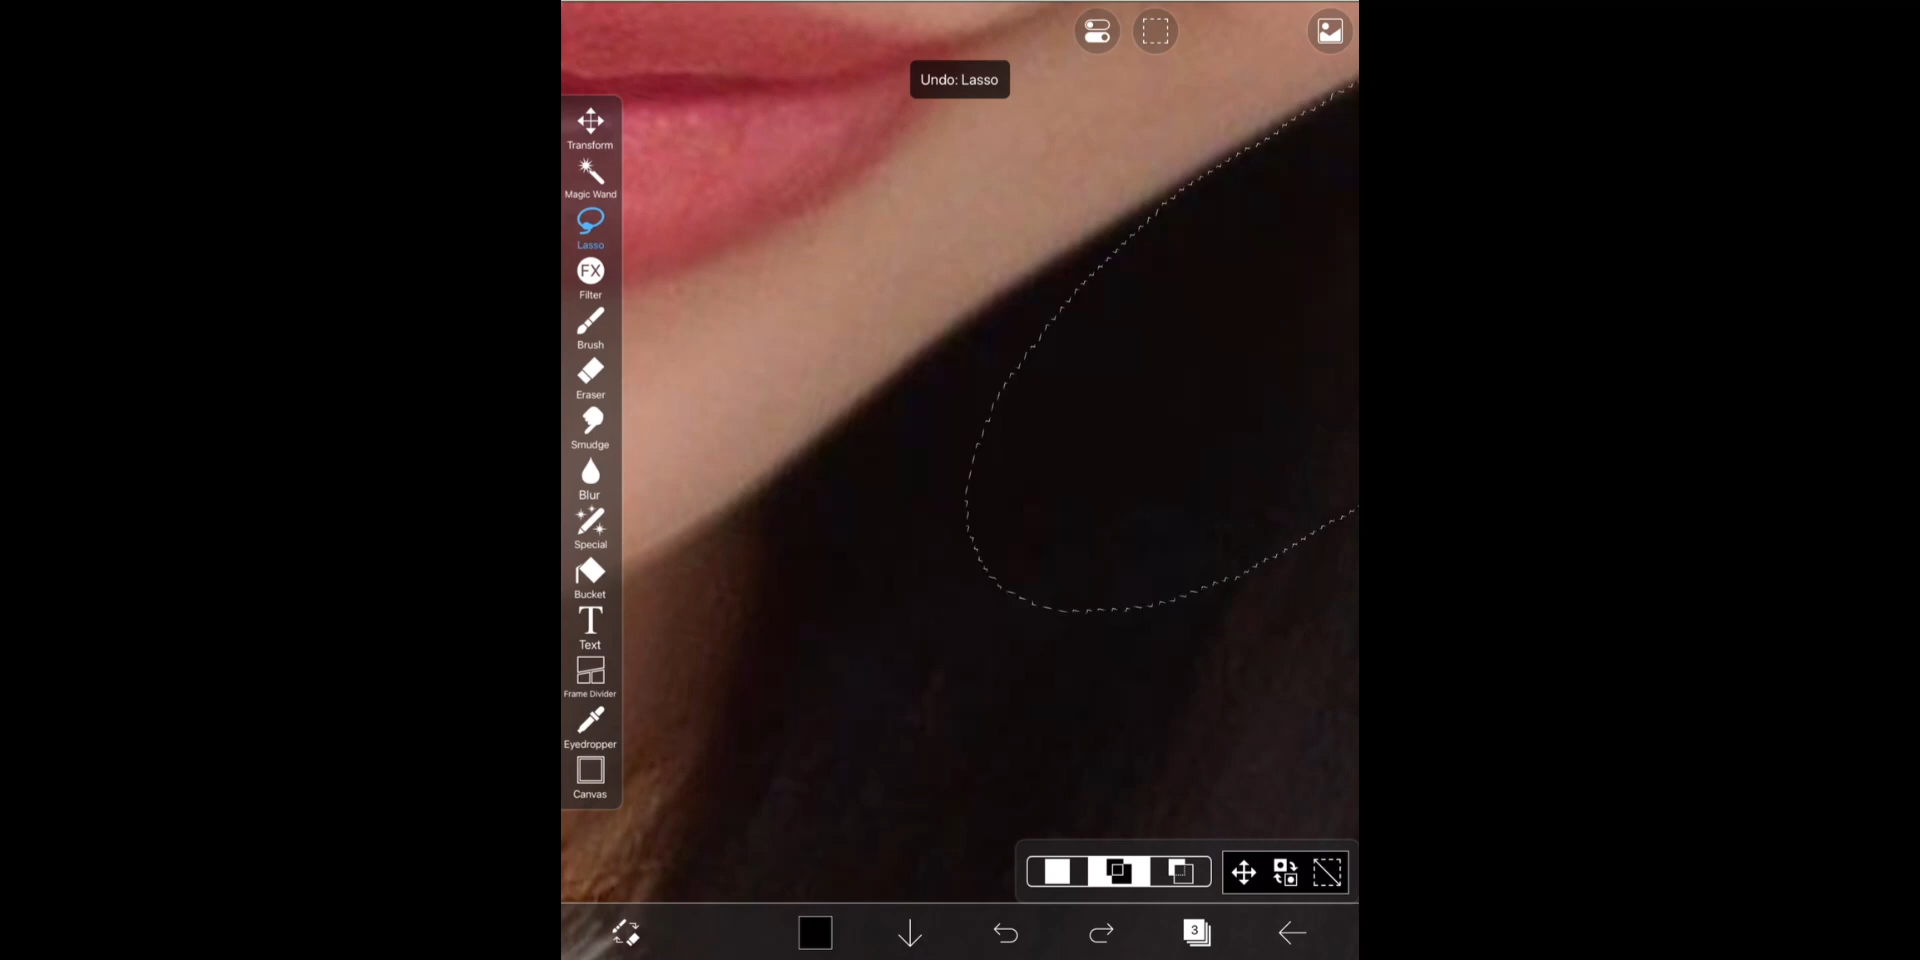 Undo: Lasso
Transform
Magic Wand
Lasso
FX
Filter
Brush
Eraser
Smudge
Blur
Special
Bucket
T
Text
Frame Divider
Eyedropper
Canvas
3